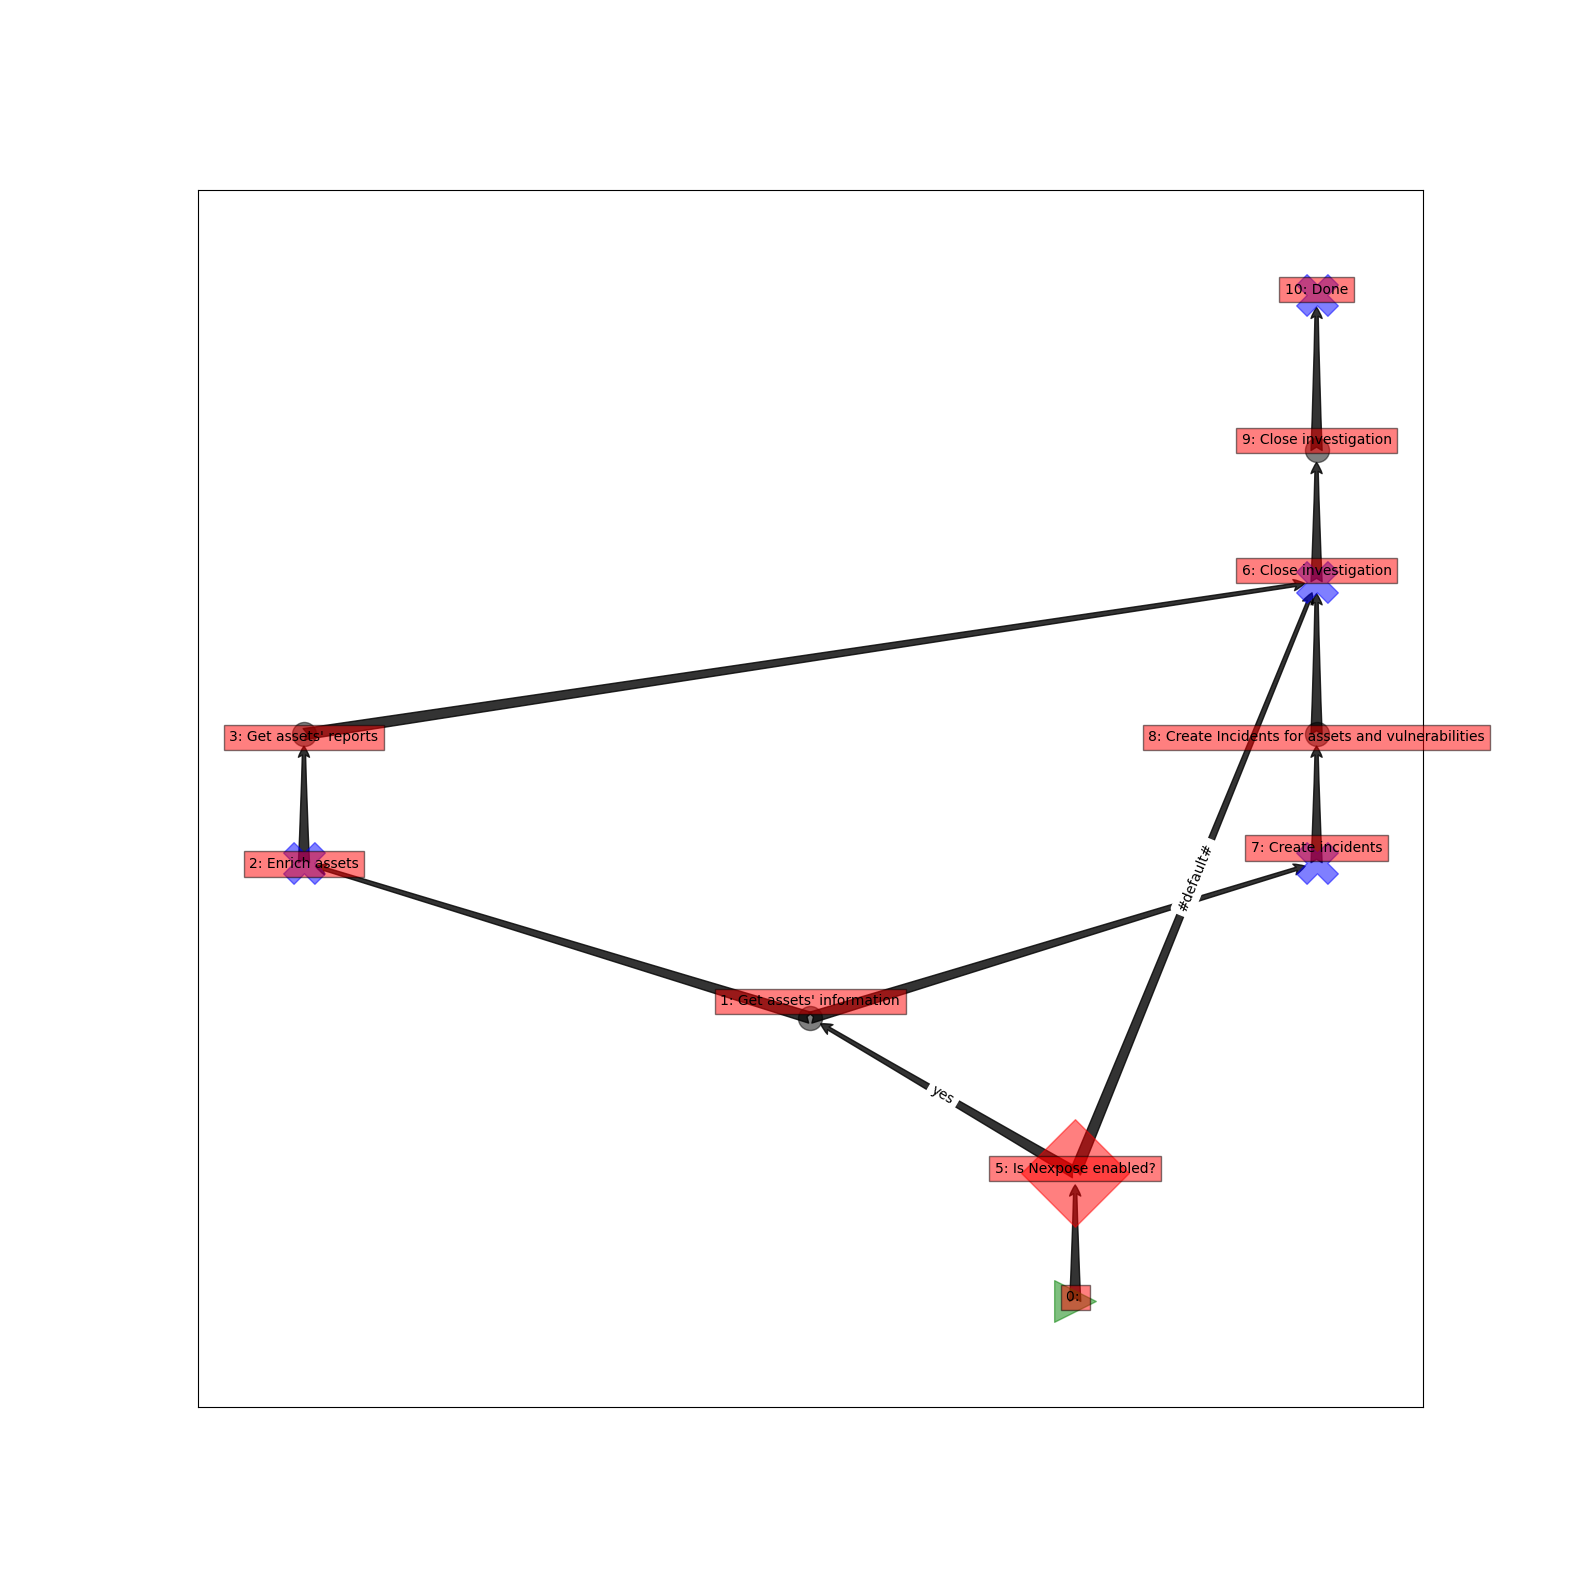 10: Done
9: Close investigation
6: Close investigation
3: Get assets' reports
8: Create Incidents for assets and vulnerabilities
7: Create incidents
2: Enrich assets
#default#
1: Get assets' information
yes
5: Is Nexpose enabled?
0: